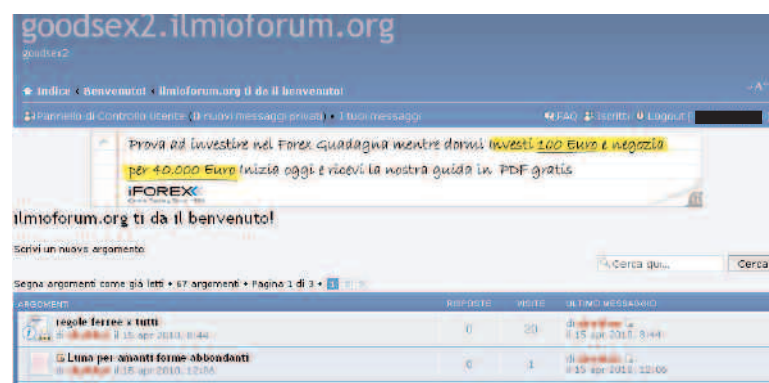 goodsex2.ilmioforum.org
goodsex2
Indice ‹ Benvenuto! ‹ ilmioforum.org ti da il benvenuto!
Pannello di Controllo Utente (0 nuovi messaggi privati) • I tuoi messaggi
FAQ Iscritti Logout [
Prova ad investire nel Forex Guadagna mentre dormi Investi 100 Euro e negozia
per 40.000 Euro Inizia oggi e ricevi la nostra guida in PDF gratis
iFOREX
ilmioforum.org ti da il benvenuto!
Scrivi un nuovo argomento
Cerca qui... Cerca
Segna argomenti come già letti • 67 argomenti • Pagina 1 di 3 • 1 2 3
ARGOMENTI RISPOSTE VISITE ULTIMO MESSAGGIO
regole ferree x tutti 0 20 di
di il 15 apr 2010, 8:44 il 15 apr 2010, 8:44
Luna per amanti forme abbondanti 0 1 di
di il 15 apr 2010, 12:06 il 15 apr 2010, 12:06